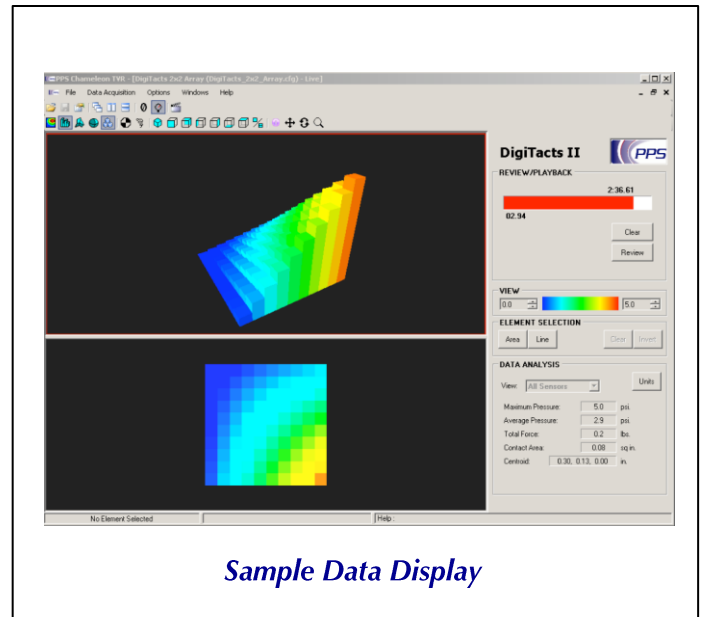 PPS Chameleon TVR - [DigiTacts 2x2 Array (DigiTacts_2x2_Array.cfg) - Live]
File Data Acquisition Options Windows Help
DigiTacts II
PPS
REVIEW/PLAYBACK
2:36.61
02.94
Clear
Review
VIEW
0.0 5.0
ELEMENT SELECTION
Area Line Clear Invert
DATA ANALYSIS
View: All Sensors Units
Maximum Pressure: 5.0 psi
Average Pressure: 2.9 psi
Total Force: 0.2 lbs.
Contact Area: 0.08 sq in.
Centroid: 0.30, 0.13, 0.00 in.
No Element Selected Help :
Sample Data Display